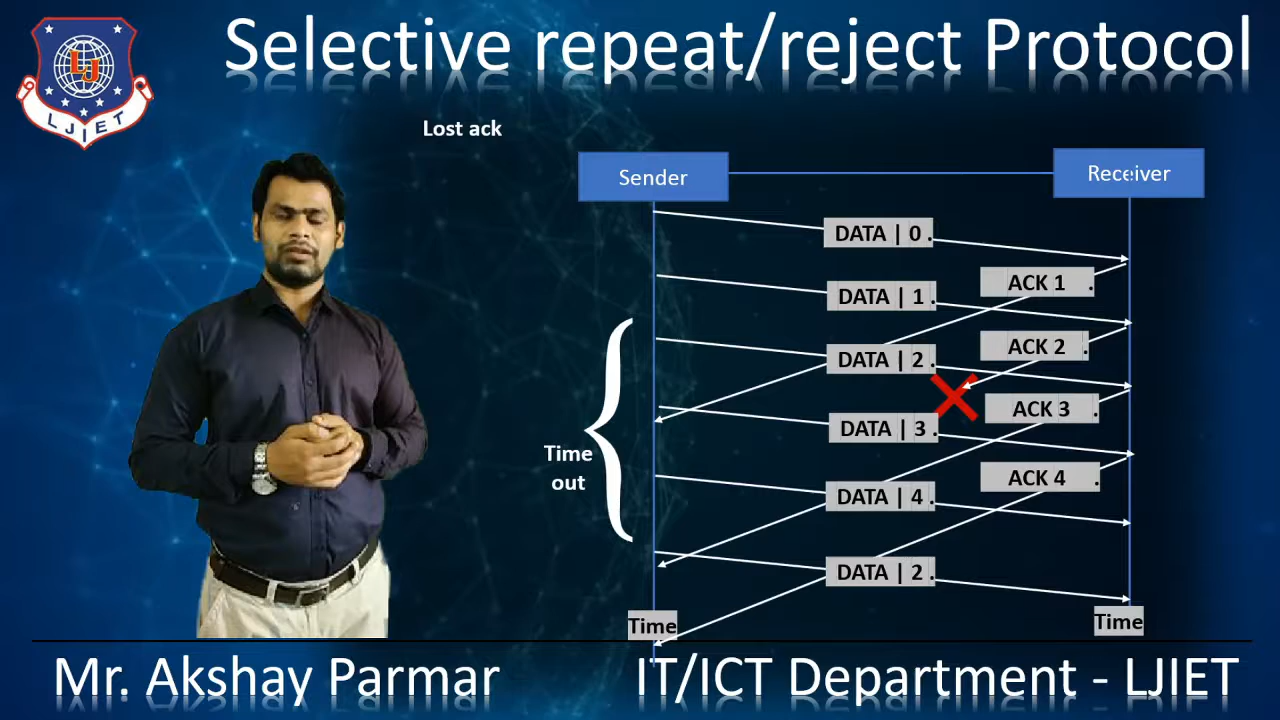 Selective repeat/reject Protocol
LJIET
Lost ack
Sender
Receiver
DATA | 0 .
ACK 1 .
DATA | 1 .
ACK 2 .
DATA | 2 .
ACK 3 .
DATA | 3 .
Time
out
ACK 4 .
DATA | 4 .
DATA | 2 .
Time
Time
Mr. Akshay Parmar
IT/ICT Department - LJIET